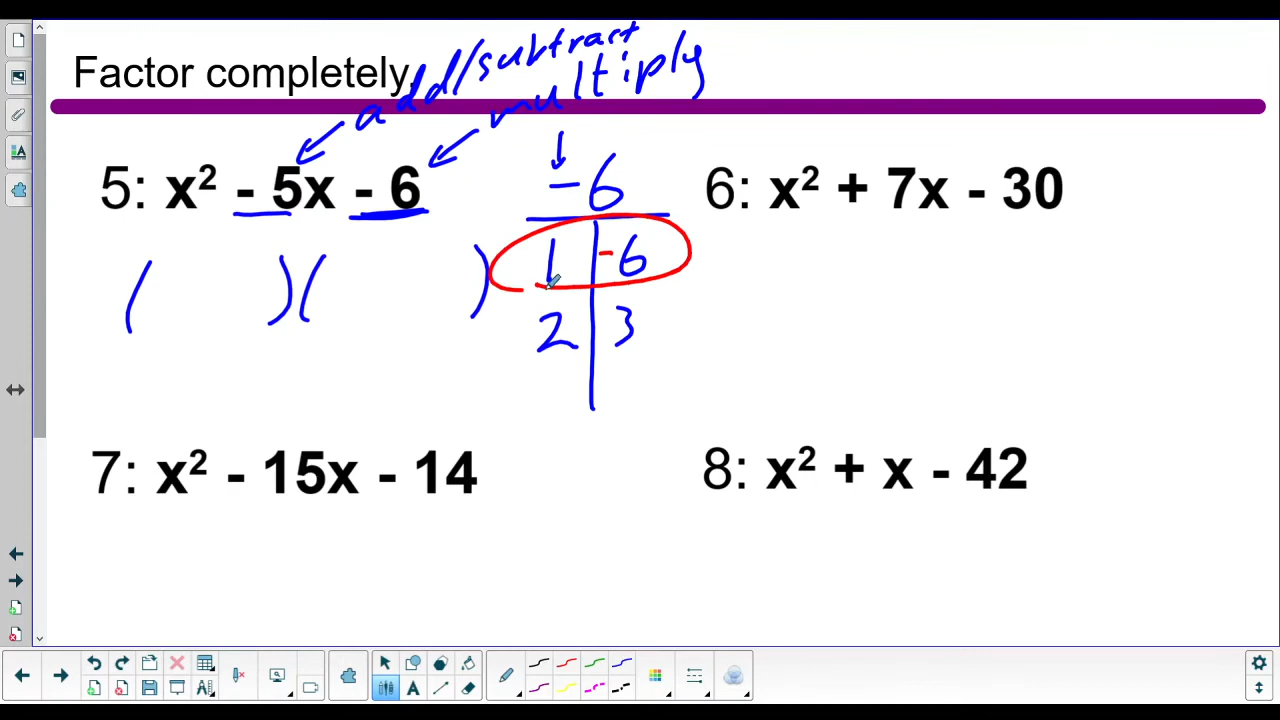 Factor completely.
add/subtract
multiply
5: x² - 5x - 6
-6
1 -6
2 3
( )( )
6: x² + 7x - 30
7: x² - 15x - 14
8: x² + x - 42